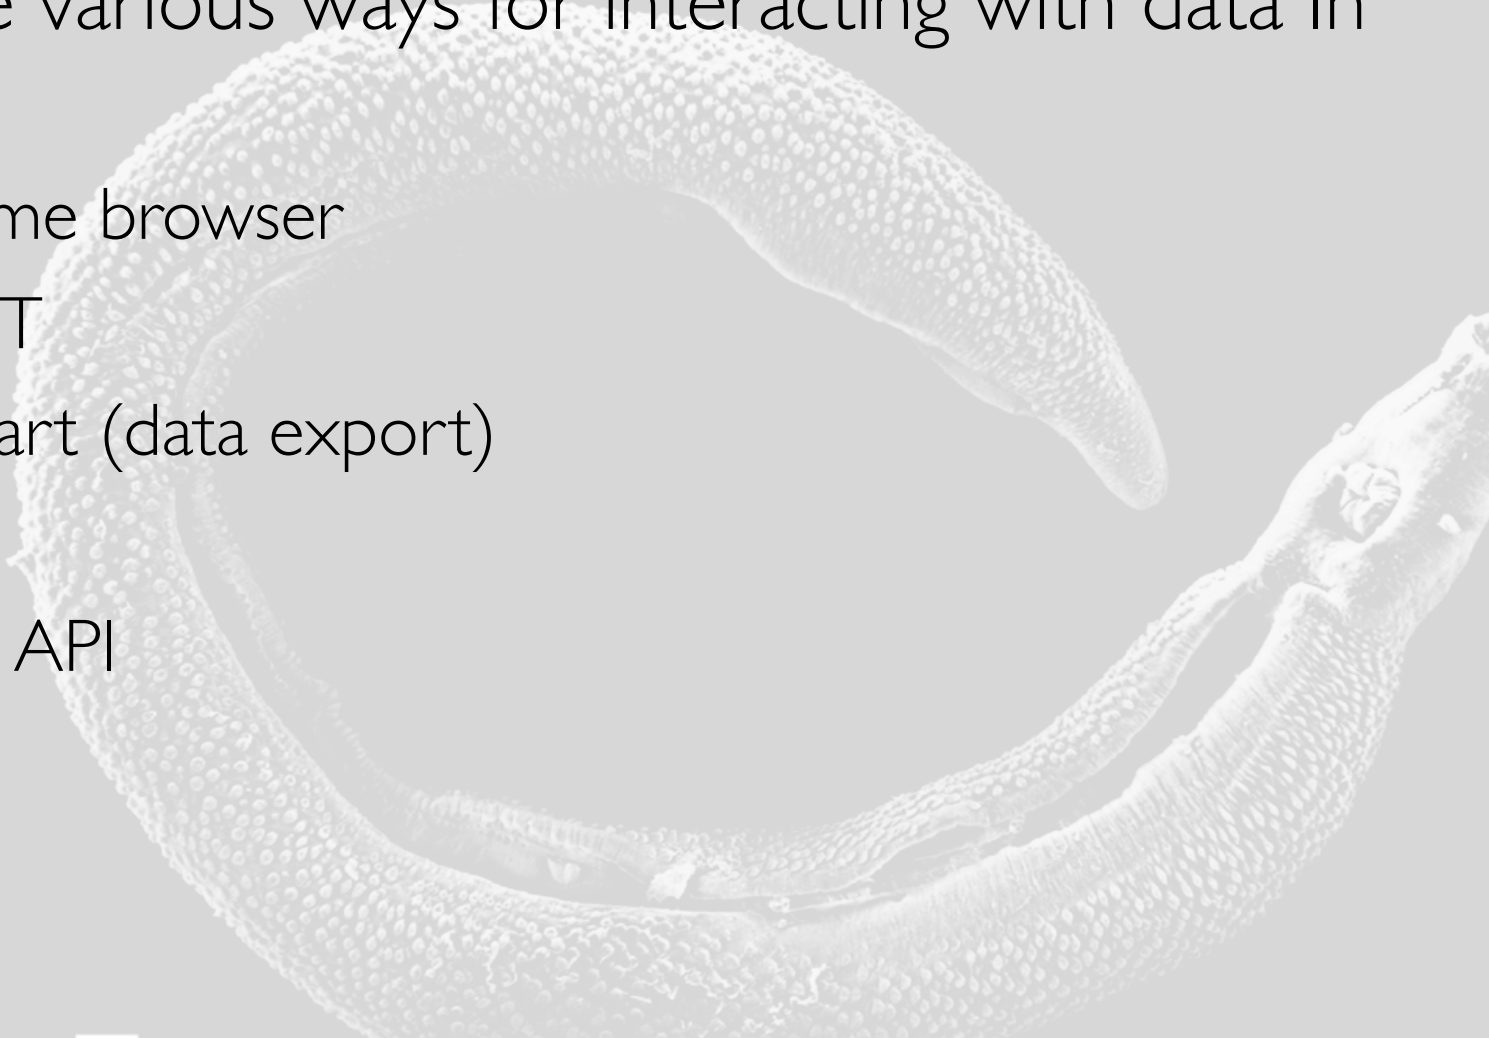 various ways for interacting with data in
me browser
T
art (data export)
API